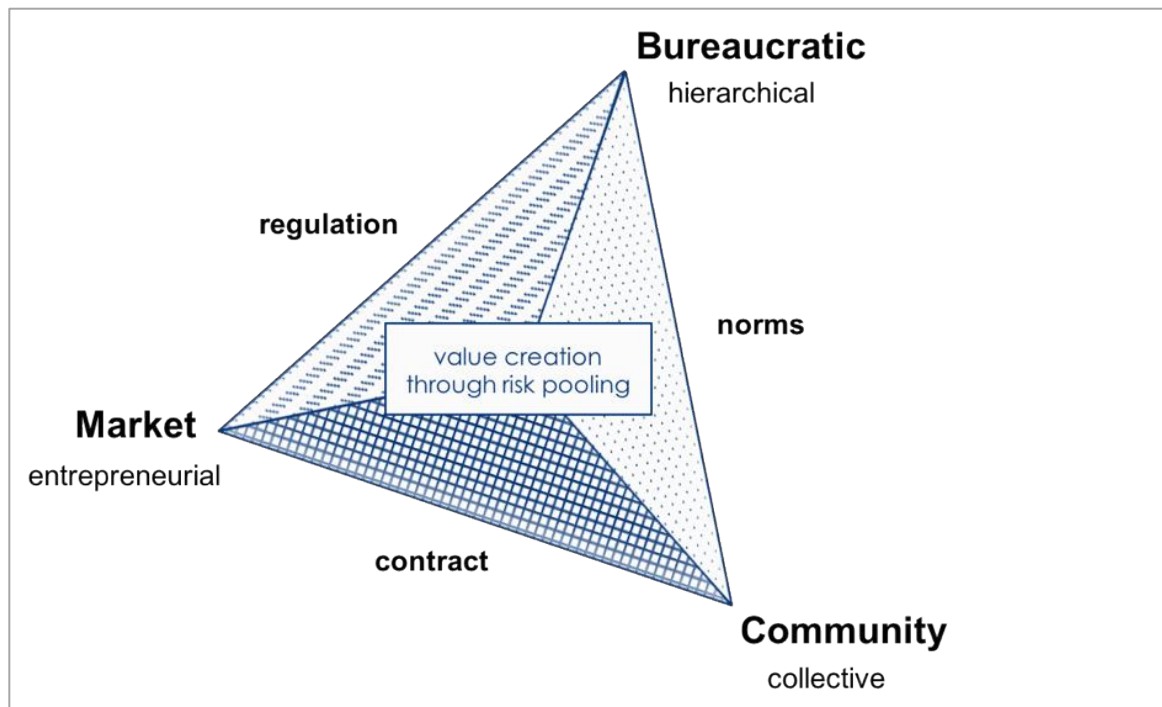 Bureaucratic
hierarchical
regulation
norms
value creation
through risk pooling
Market
entrepreneurial
contract
Community
collective